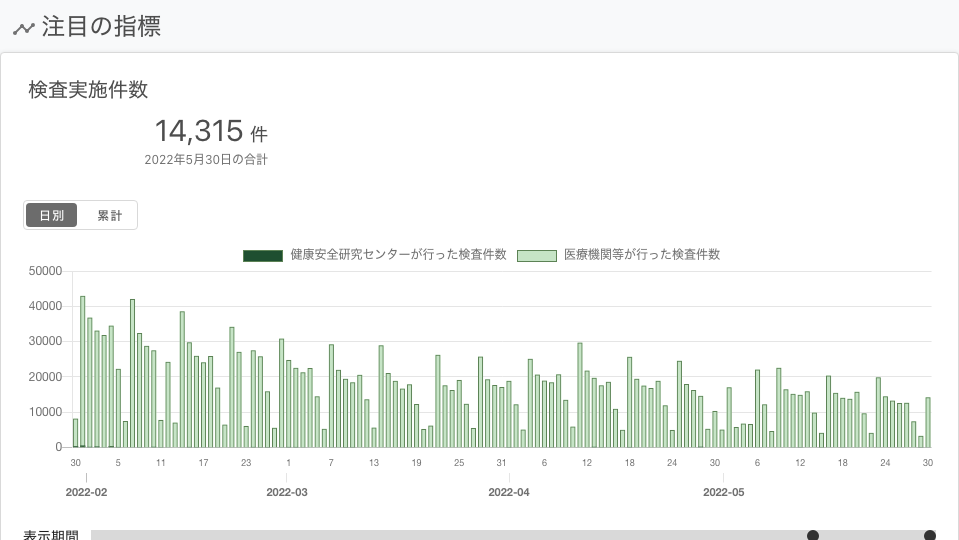 注目の指標
検査実施件数
14,315 件
2022年5月30日の合計
日別 累計
健康安全研究センターが行った検査件数 医療機関等が行った検査件数
50000
40000
30000
20000
10000
0
30 5 11 17 23 1 7 13 19 25 31 6 12 18 24 30 6 12 18 24 30
2022-02 2022-03 2022-04 2022-05
表示期間